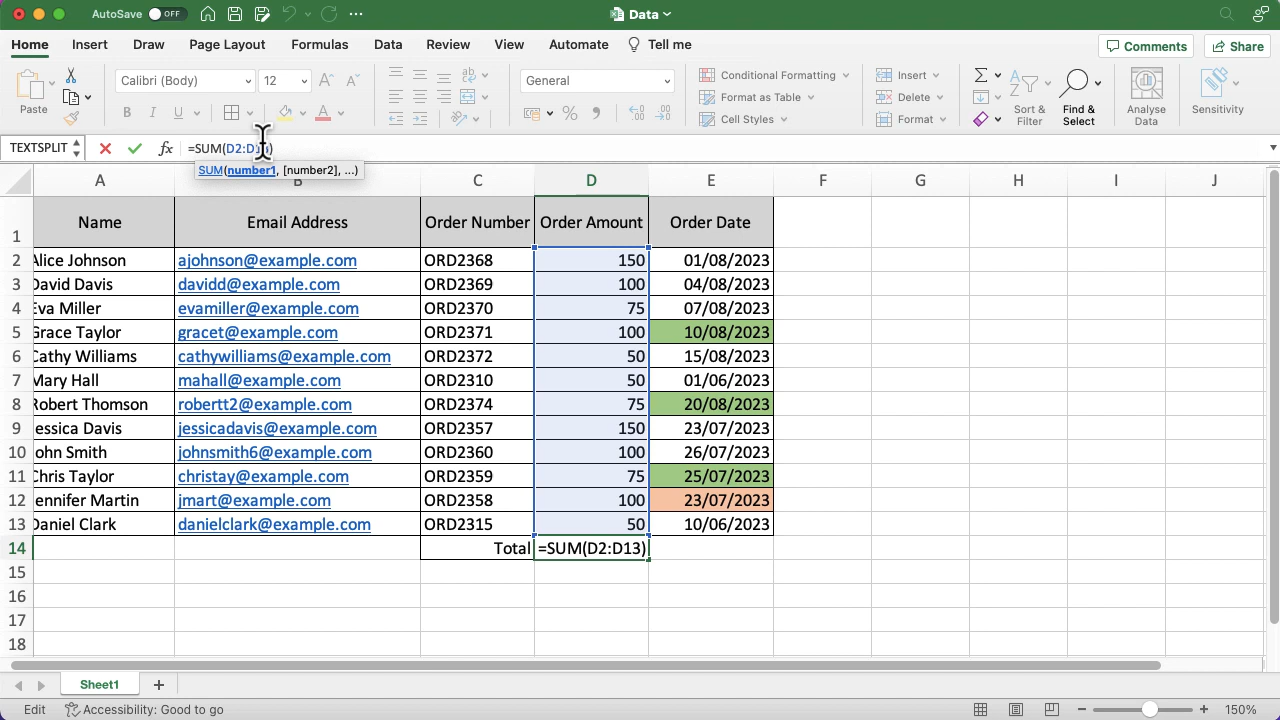 AutoSave OFF Data
Home Insert Draw Page Layout Formulas Data Review View Automate Tell me Comments Share
Paste Calibri (Body) 12 A A General Conditional Formatting Insert
B I U A % Format as Table Delete Sort & Filter Find & Select Analyse Data Sensitivity
Cell Styles Format
TEXTSPLIT fx =SUM(D2:D13)
SUM(number1, [number2], ...)
A B C D E F G H I J
1 Name Email Address Order Number Order Amount Order Date
2 Alice Johnson ajohnson@example.com ORD2368 150 01/08/2023
3 David Davis davidd@example.com ORD2369 100 04/08/2023
4 Eva Miller evamiller@example.com ORD2370 75 07/08/2023
5 Grace Taylor gracet@example.com ORD2371 100 10/08/2023
6 Cathy Williams cathywilliams@example.com ORD2372 50 15/08/2023
7 Mary Hall mahall@example.com ORD2310 50 01/06/2023
8 Robert Thomson robertt2@example.com ORD2374 75 20/08/2023
9 essica Davis jessicadavis@example.com ORD2357 150 23/07/2023
10 ohn Smith johnsmith6@example.com ORD2360 100 26/07/2023
11 Chris Taylor christay@example.com ORD2359 75 25/07/2023
12 ennifer Martin jmart@example.com ORD2358 100 23/07/2023
13 Daniel Clark danielclark@example.com ORD2315 50 10/06/2023
14 Total =SUM(D2:D13)
15
16
17
18
Sheet1
Edit Accessibility: Good to go 150%